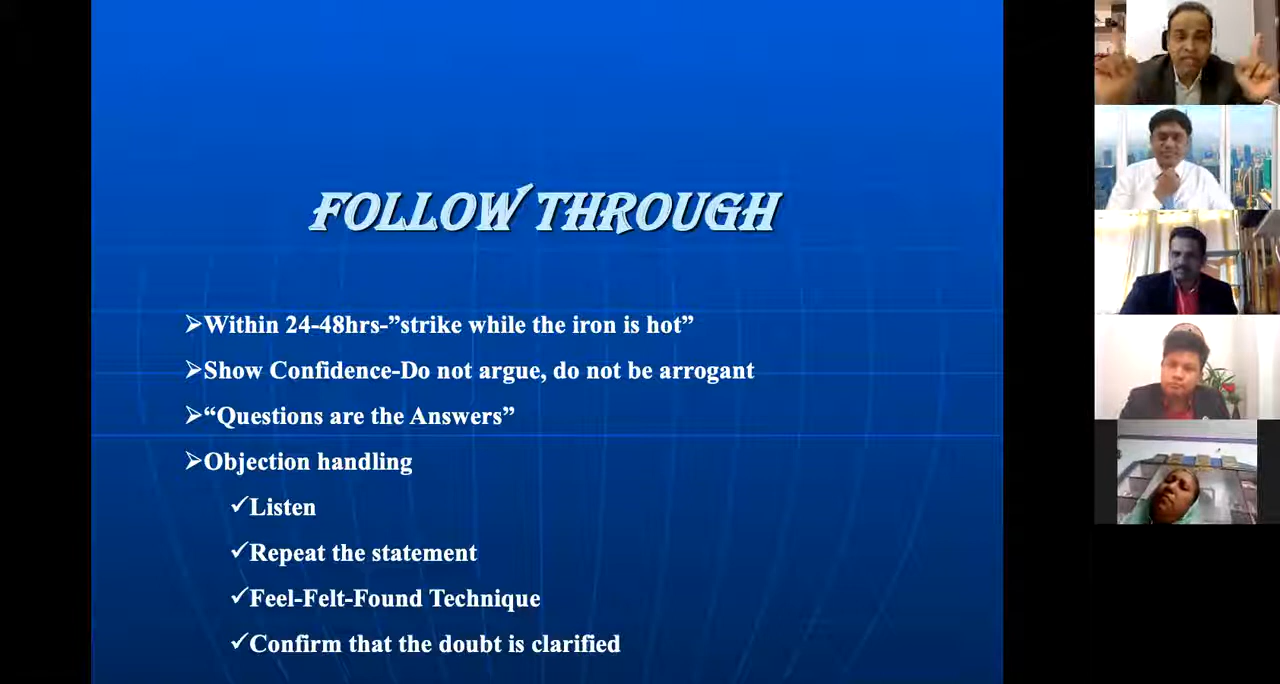 FOLLOW THROUGH
➢Within 24-48hrs-”strike while the iron is hot”
➢Show Confidence-Do not argue, do not be arrogant
➢“Questions are the Answers”
➢Objection handling
✓Listen
✓Repeat the statement
✓Feel-Felt-Found Technique
✓Confirm that the doubt is clarified